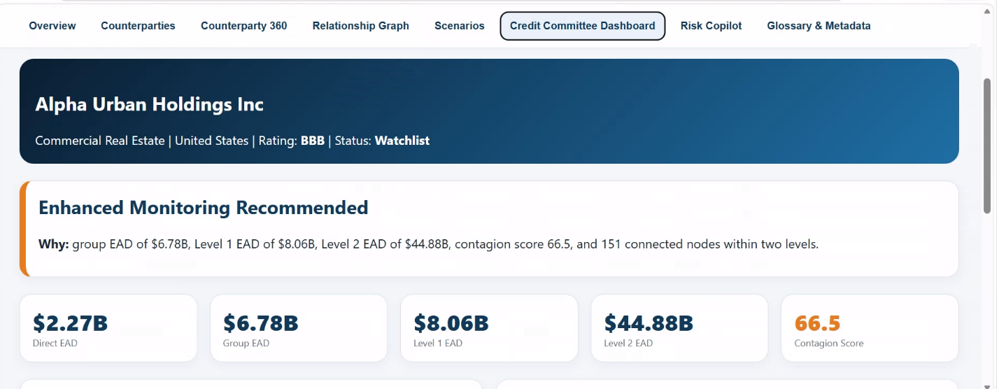 Overview Counterparties Counterparty 360 Relationship Graph Scenarios Credit Committee Dashboard Risk Copilot Glossary & Metadata
Alpha Urban Holdings Inc
Commercial Real Estate | United States | Rating: BBB | Status: Watchlist
Enhanced Monitoring Recommended
Why: group EAD of $6.78B, Level 1 EAD of $8.06B, Level 2 EAD of $44.88B, contagion score 66.5, and 151 connected nodes within two levels.
$2.27B $6.78B $8.06B $44.88B 66.5
Direct EAD Group EAD Level 1 EAD Level 2 EAD Contagion Score